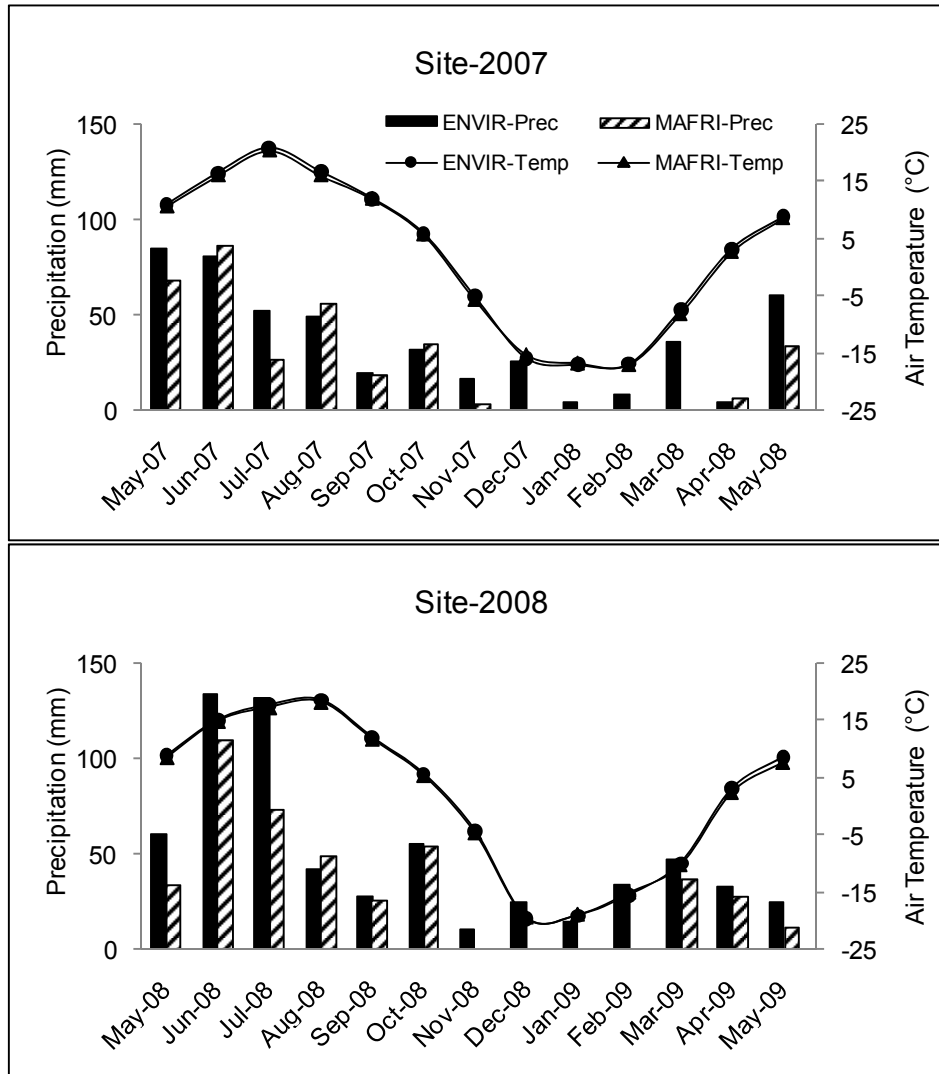 Site-2007
ENVIR-Prec MAFRI-Prec
ENVIR-Temp MAFRI-Temp
Precipitation (mm)
150
100
50
0
Air Temperature (°C)
25
15
5
-5
-15
-25
May-07 Jun-07 Jul-07 Aug-07 Sep-07 Oct-07 Nov-07 Dec-07 Jan-08 Feb-08 Mar-08 Apr-08 May-08
Site-2008
Precipitation (mm)
150
100
50
0
Air Temperature (°C)
25
15
5
-5
-15
-25
May-08 Jun-08 Jul-08 Aug-08 Sep-08 Oct-08 Nov-08 Dec-08 Jan-09 Feb-09 Mar-09 Apr-09 May-09